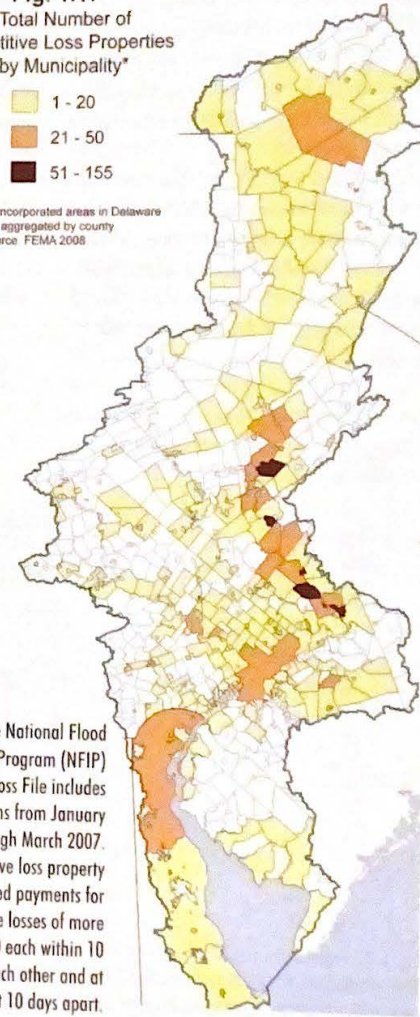 Total Number of
titive Loss Properties
by Municipality*
1 - 20
21 - 50
51 - 155
ncorporated areas in Delaware
aggregated by county
rce FEMA 2008
National Flood
Program (NFIP)
oss File includes
ns from January
gh March 2007.
ve loss property
ed payments for
e losses of more
each within 10
ch other and at
t 10 days apart.